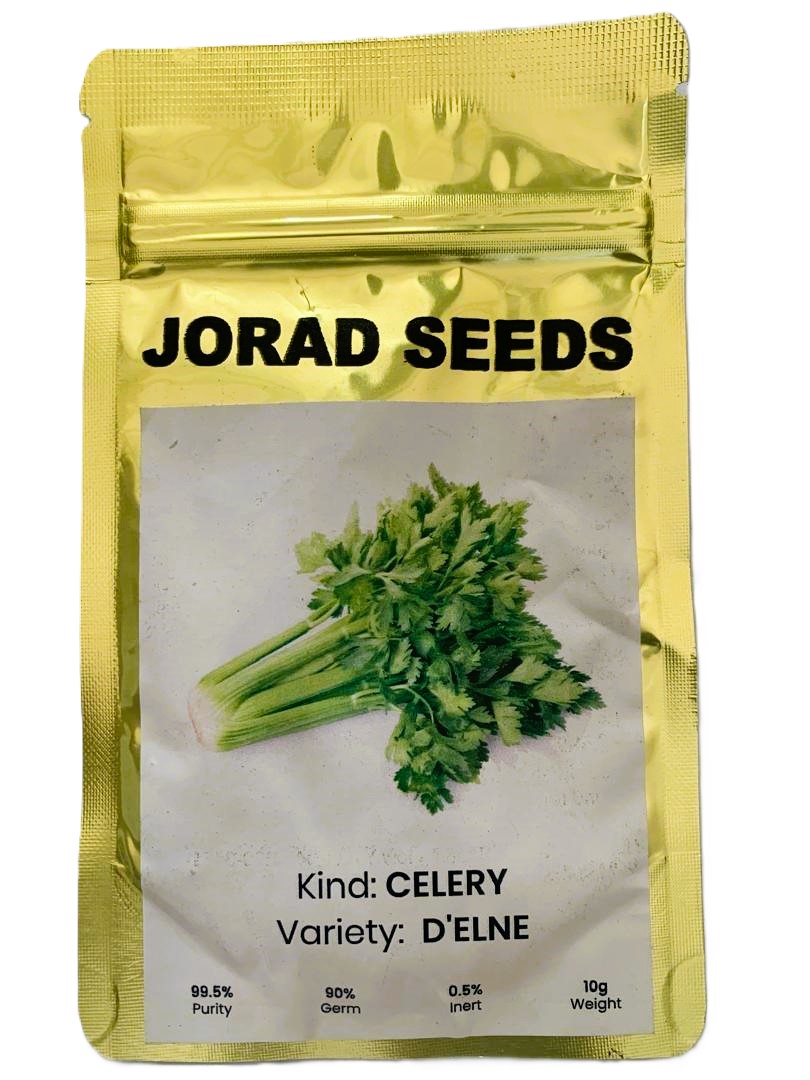 JORAD SEEDS
Kind: CELERY
Variety: D'ELNE
99.5% 90% 0.5% 10g
Purity Germ Inert Weight